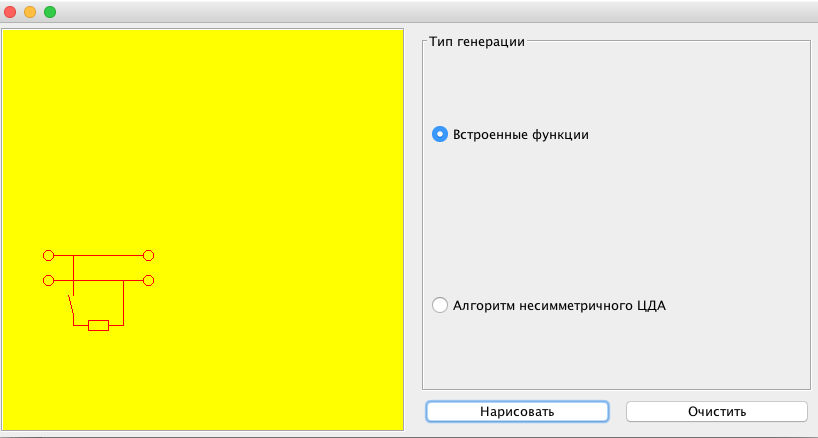 Тип генерации
Встроенные функции
Алгоритм несимметричного ЦДА
Нарисовать
Очистить